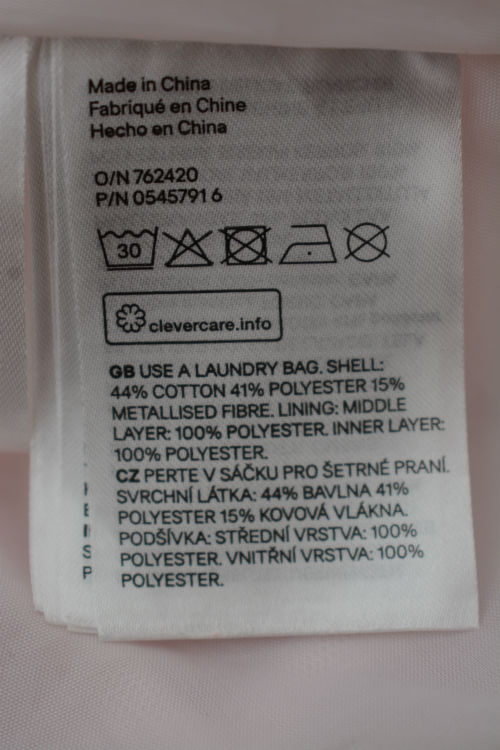 Made in China
Fabriqué en Chine
Hecho en China
O/N 762420
P/N 0545791 6
30
clevercare.info
GB USE A LAUNDRY BAG. SHELL:
44% COTTON 41% POLYESTER 15%
METALLISED FIBRE. LINING: MIDDLE
LAYER: 100% POLYESTER. INNER LAYER:
100% POLYESTER.
CZ PERTE V SÁČKU PRO ŠETRNÉ PRANÍ.
SVRCHNÍ LÁTKA: 44% BAVLNA 41%
POLYESTER 15% KOVOVÁ VLÁKNA.
PODŠÍVKA: STŘEDNÍ VRSTVA: 100%
POLYESTER. VNITŘNÍ VRSTVA: 100%
POLYESTER.